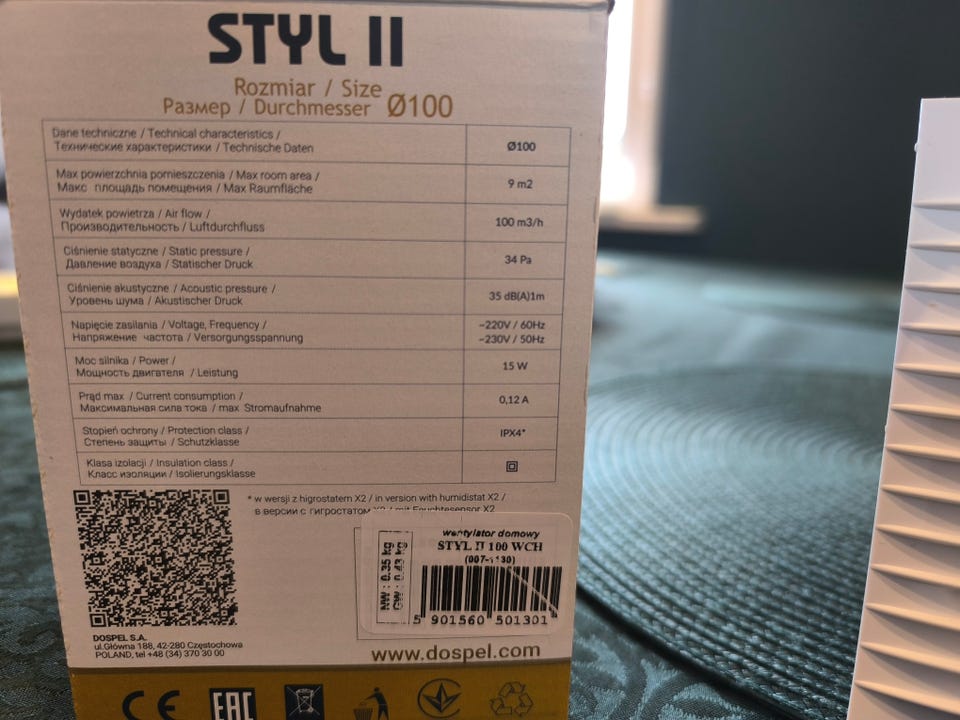 STYL II
Rozmiar / Size
Размер / Durchmesser Ø100
Dane techniczne / Technical characteristics /
Технические характеристики / Technische Daten
Ø100
Max powierzchnia pomieszczenia / Max room area /
Макс площадь помещения / Max Raumfläche
9 m2
Wydatek powietrza / Air flow /
Производительность / Luftdurchfluss
100 m3/h
Ciśnienie statyczne / Static pressure /
Давление воздуха / Statischer Druck
34 Pa
Ciśnienie akustyczne / Acoustic pressure /
Уровень шума / Akustischer Druck
35 dB(A)1m
Napięcie zasilania / Voltage, Frequency /
Напряжение частота / Versorgungsspannung
~220V / 60Hz
~230V / 50Hz
Moc silnika / Power /
Мощность двигателя / Leistung
15 W
Prąd max / Current consumption /
Максимальная сила тока / max Stromaufnahme
0,12 A
Stopień ochrony / Protection class /
Степень защиты / Schutzklasse
IPX4*
Klasa izolacji / Insulation class /
Класс изоляции / Isolierungsklasse
* w wersji z higrostatem X2 / in version with humidistat X2 /
в версии с гигростатом X2 / mit Feuchtesensor X2
NW : 0.35 kg
GW : 0.43 kg
wentylator domowy
STYL II 100 WCH
(007-1130)
5 901560 501301
DOSPEL S.A.
ul.Główna 188, 42-280 Częstochowa
POLAND, tel +48 (34) 370 30 00
www.dospel.com
CE EAC